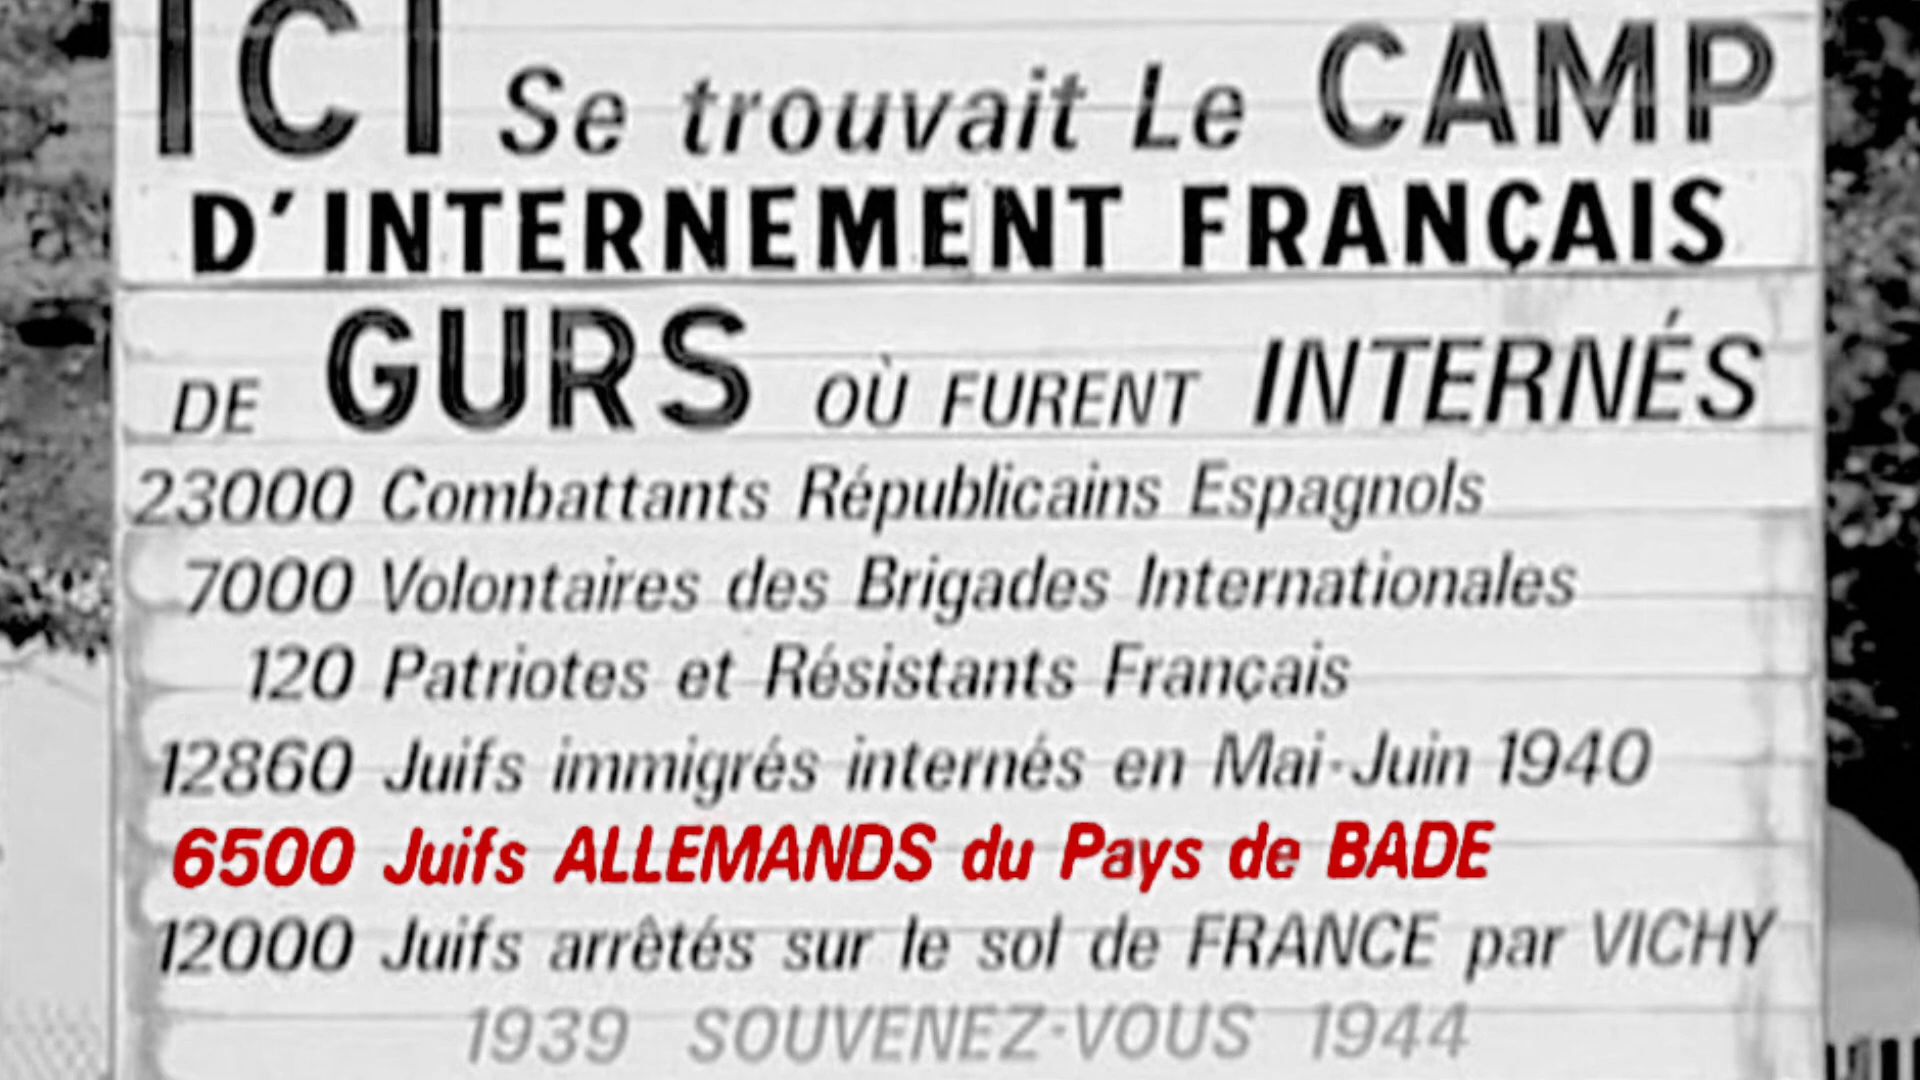 ICI Se trouvait Le CAMP
D'INTERNEMENT FRANÇAIS
DE GURS OÙ FURENT INTERNÉS
23000 Combattants Républicains Espagnols
7000 Volontaires des Brigades Internationales
120 Patriotes et Résistants Français
12860 Juifs immigrés internés en Mai-Juin 1940
6500 Juifs ALLEMANDS du Pays de BADE
12000 Juifs arrêtés sur le sol de FRANCE par VICHY
1939 SOUVENEZ-VOUS 1944